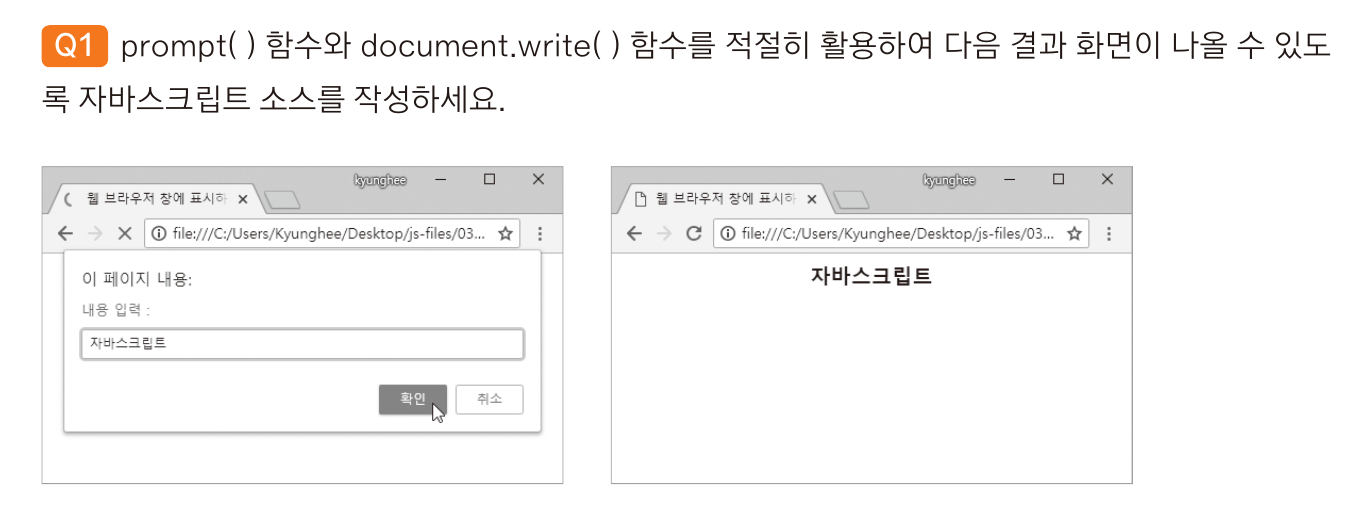 Q1 prompt( ) 함수와 document.write( ) 함수를 적절히 활용하여 다음 결과 화면이 나올 수 있도
록 자바스크립트 소스를 작성하세요.
kyunghee
웹 브라우저 창에 표시하
file:///C:/Users/Kyunghee/Desktop/js-files/03...
이 페이지 내용:
내용 입력 :
자바스크립트
확인
취소
kyunghee
웹 브라우저 창에 표시하
file:///C:/Users/Kyunghee/Desktop/js-files/03...
자바스크립트